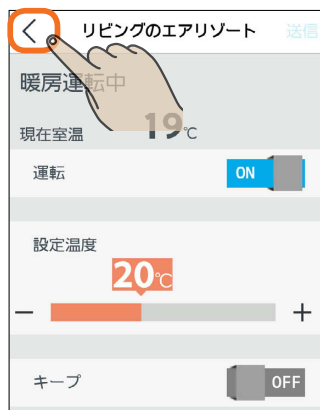 < リビングのエアリゾート 送信
暖房運転中
現在室温 19℃
運転 ON
設定温度
20℃
− +
キープ OFF